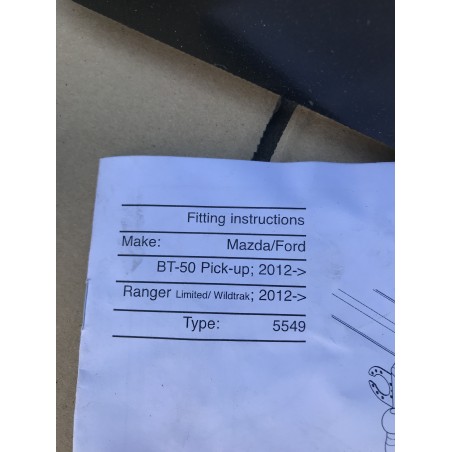 Fitting instructions
Make: Mazda/Ford
BT-50 Pick-up; 2012->
Ranger Limited/ Wildtrak; 2012->
Type: 5549